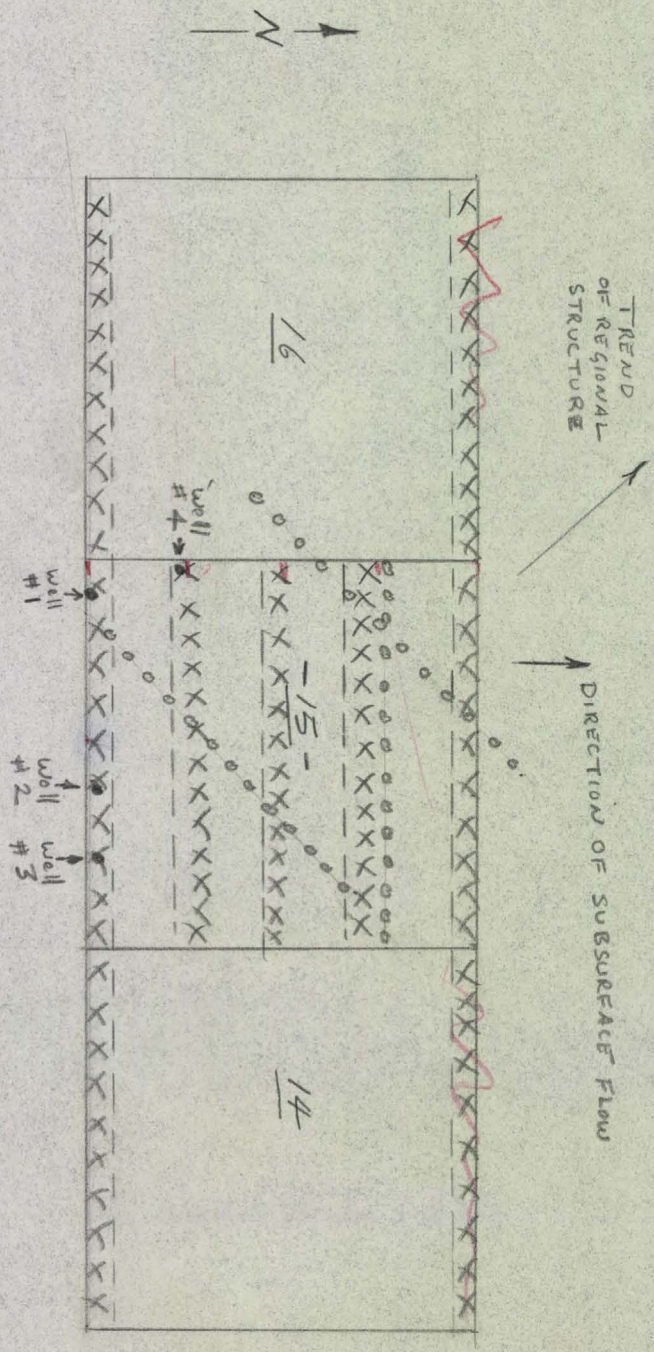 N
TREND
OF REGIONAL
STRUCTURE
DIRECTION OF SUBSURFACE FLOW
16
-15-
14
well
#4
well
#1
well
#2
well
#3